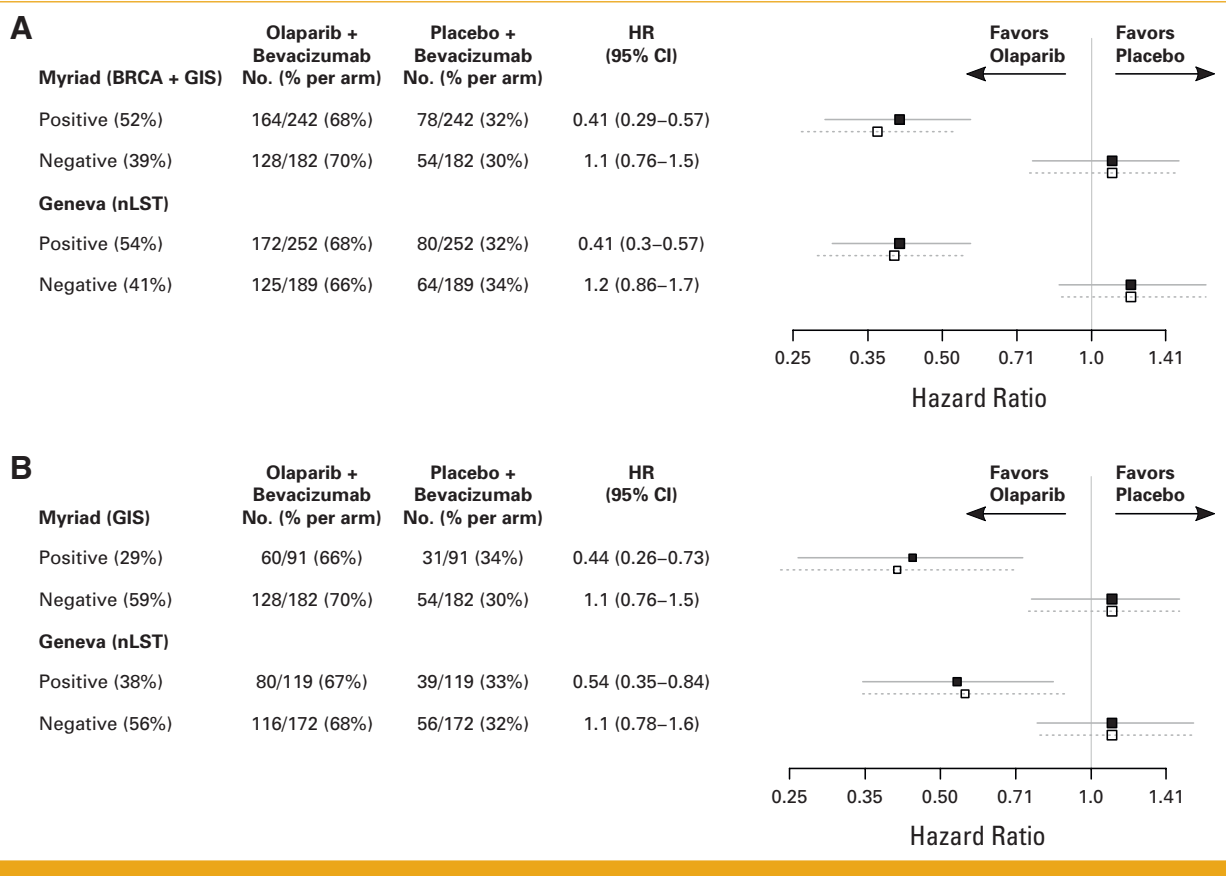 A
Olaparib + Placebo + HR Favors Favors
Bevacizumab Bevacizumab (95% CI) Olaparib Placebo
Myriad (BRCA + GIS) No. (% per arm) No. (% per arm)
Positive (52%) 164/242 (68%) 78/242 (32%) 0.41 (0.29–0.57)
Negative (39%) 128/182 (70%) 54/182 (30%) 1.1 (0.76–1.5)
Geneva (nLST)
Positive (54%) 172/252 (68%) 80/252 (32%) 0.41 (0.3–0.57)
Negative (41%) 125/189 (66%) 64/189 (34%) 1.2 (0.86–1.7)
0.25 0.35 0.50 0.71 1.0 1.41
Hazard Ratio
B
Olaparib + Placebo + HR Favors Favors
Bevacizumab Bevacizumab (95% CI) Olaparib Placebo
Myriad (GIS) No. (% per arm) No. (% per arm)
Positive (29%) 60/91 (66%) 31/91 (34%) 0.44 (0.26–0.73)
Negative (59%) 128/182 (70%) 54/182 (30%) 1.1 (0.76–1.5)
Geneva (nLST)
Positive (38%) 80/119 (67%) 39/119 (33%) 0.54 (0.35–0.84)
Negative (56%) 116/172 (68%) 56/172 (32%) 1.1 (0.78–1.6)
0.25 0.35 0.50 0.71 1.0 1.41
Hazard Ratio